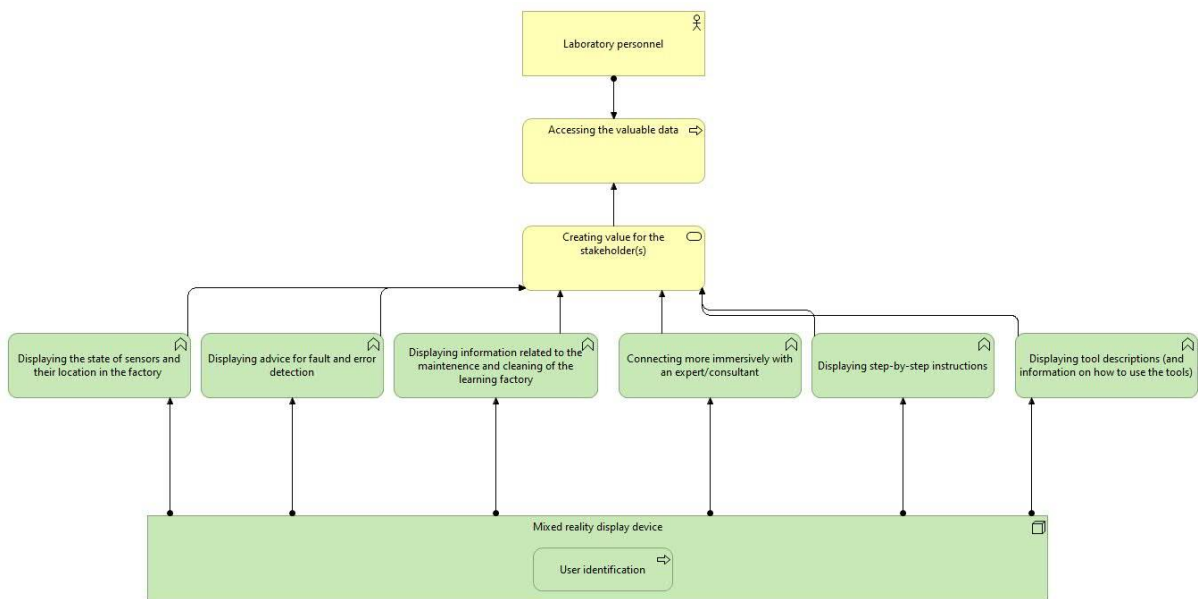 Laboratory personnel
Accessing the valuable data
Creating value for the
stakeholder(s)
Displaying the state of sensors and
their location in the factory
Displaying advice for fault and error
detection
Displaying information related to the
maintenence and cleaning of the
learning factory
Connecting more immersively with
an expert/consultant
Displaying step-by-step instructions
Displaying tool descriptions (and
information on how to use the tools)
Mixed reality display device
User identification